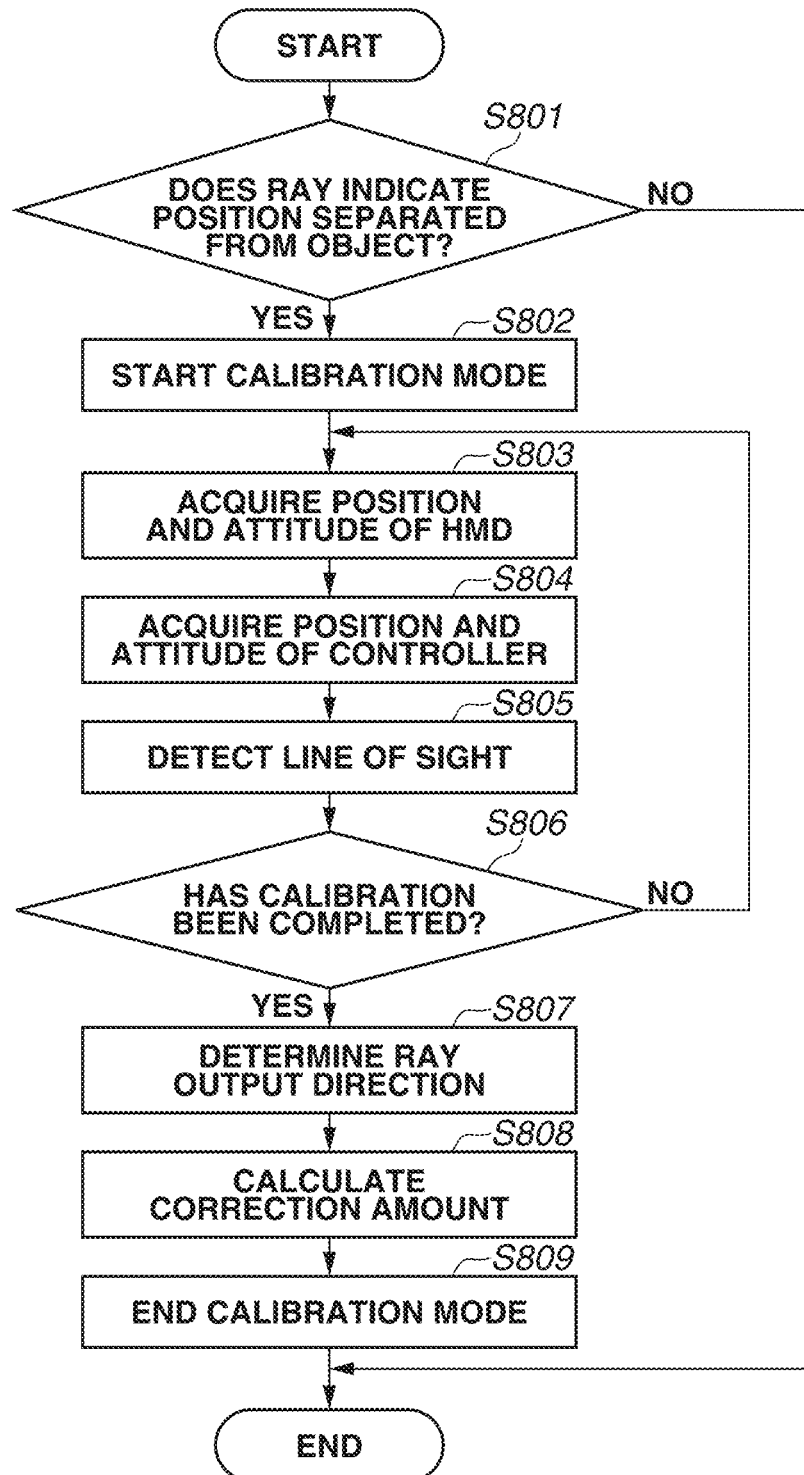 START
S801
DOES RAY INDICATE
POSITION SEPARATED
FROM OBJECT?
NO
YES
S802
START CALIBRATION MODE
S803
ACQUIRE POSITION
AND ATTITUDE OF HMD
S804
ACQUIRE POSITION AND
ATTITUDE OF CONTROLLER
S805
DETECT LINE OF SIGHT
S806
HAS CALIBRATION
BEEN COMPLETED?
NO
YES
S807
DETERMINE RAY
OUTPUT DIRECTION
S808
CALCULATE
CORRECTION AMOUNT
S809
END CALIBRATION MODE
END